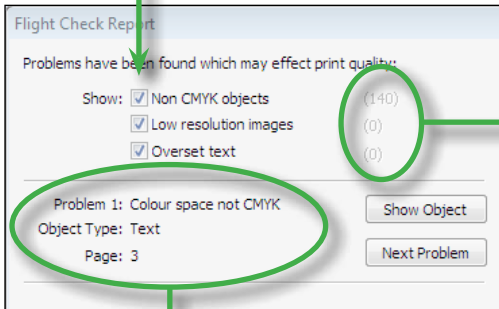 Flight Check Report
Problems have been found which may effect print quality:
Show: Non CMYK objects (140)
Low resolution images (0)
Overset text (0)
Problem 1: Colour space not CMYK
Show Object
Object Type: Text
Page: 3
Next Problem